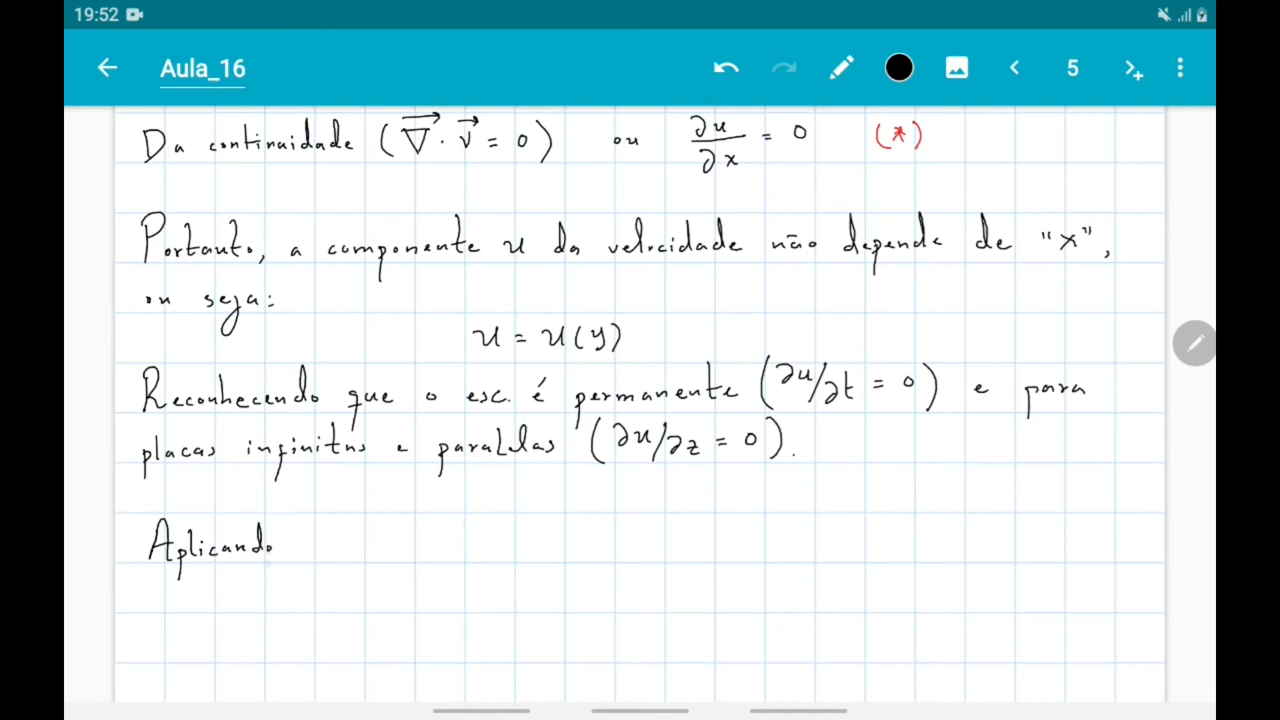 19:52
Aula_16
5
Da continuidade (∇⃗ · v⃗ = 0) ou ∂u/∂x = 0 (*)
Portanto, a componente u da velocidade não depende de "x",
ou seja:
u = u(y)
Reconhecendo que o esc. é permanente (∂u/∂t = 0) e para
placas infinitas e paralelas (∂u/∂z = 0).
Aplicando